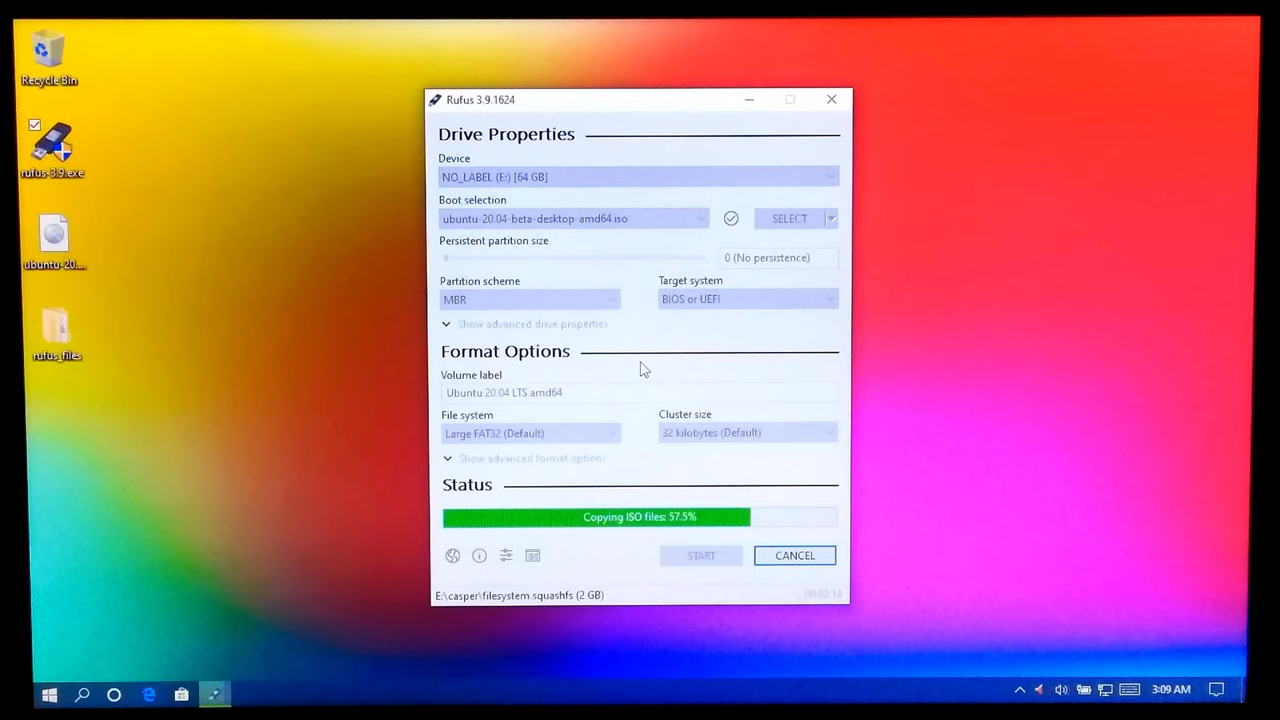 Recycle Bin
rufus-3.9.exe
ubuntu-20....
rufus_files
Rufus 3.9.1624
Drive Properties
Device
NO_LABEL (E:) [64 GB]
Boot selection
ubuntu-20.04-beta-desktop-amd64.iso
SELECT
Persistent partition size
0 (No persistence)
Partition scheme
Target system
MBR
BIOS or UEFI
Show advanced drive properties
Format Options
Volume label
Ubuntu 20.04 LTS amd64
File system
Cluster size
Large FAT32 (Default)
32 kilobytes (Default)
Show advanced format options
Status
Copying ISO files: 57.5%
START
CANCEL
E:\casper\filesystem.squashfs (2 GB)
00:02:14
3:09 AM